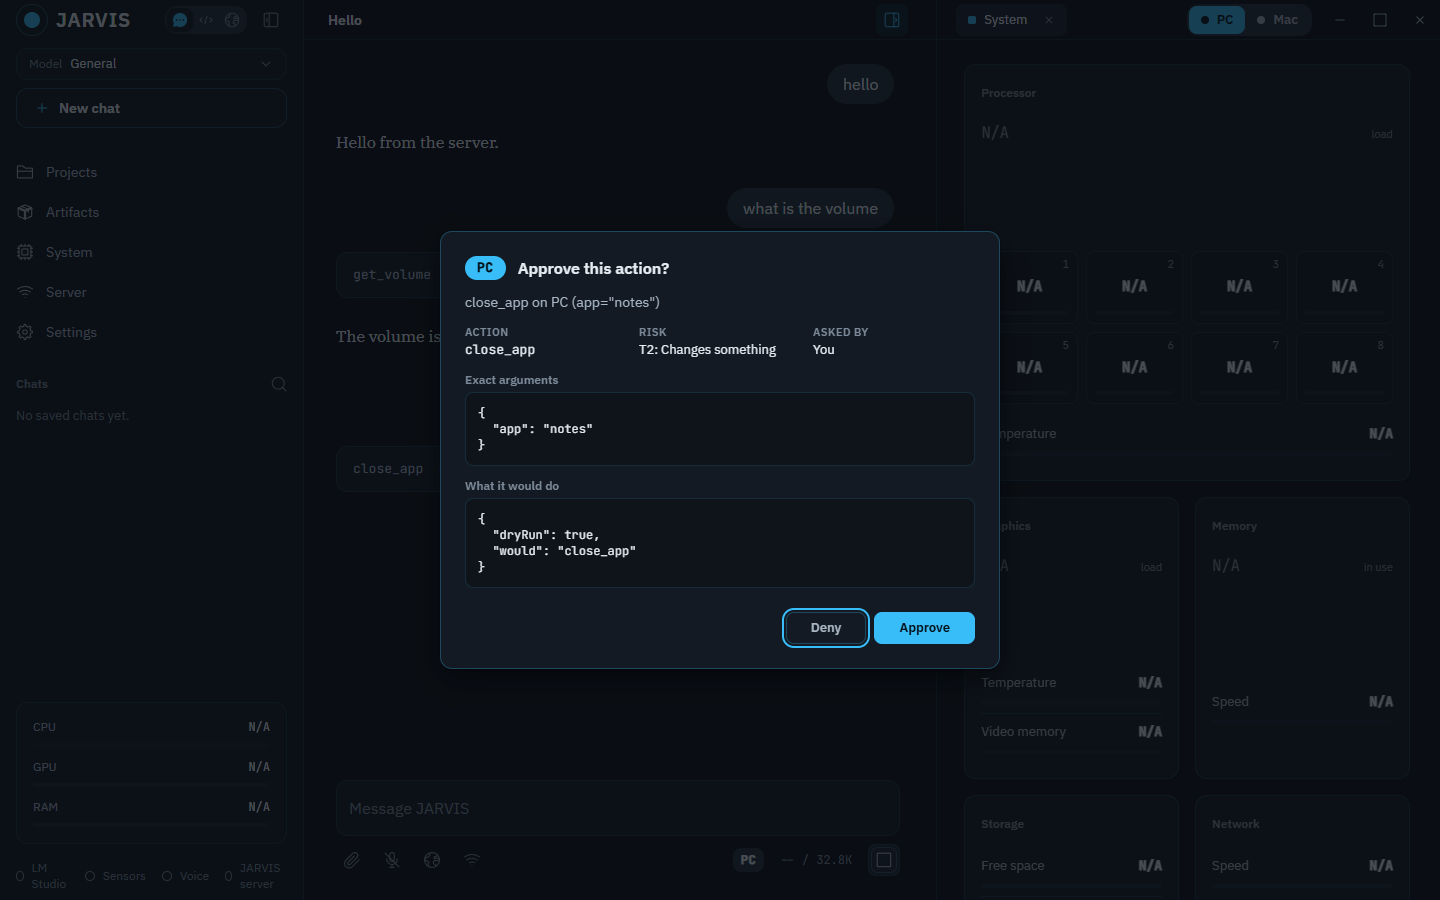 JARVIS
</>
Model General
New chat
Projects
Artifacts
System
Server
Settings
Chats
No saved chats yet.
CPU N/A
GPU N/A
RAM N/A
LM Studio
Sensors
Voice
JARVIS server
Hello
hello
Hello from the server.
what is the volume
get_volume
The volume is
close_app
PC Approve this action?
close_app on PC (app="notes")
ACTION RISK ASKED BY
close_app T2: Changes something You
Exact arguments
{
"app": "notes"
}
What it would do
{
"dryRun": true,
"would": "close_app"
}
Deny Approve
Message JARVIS
PC — / 32.8K
System ×
PC Mac
Processor
N/A load
1 2 3 4
N/A N/A N/A N/A
5 6 7 8
N/A N/A N/A N/A
nperature N/A
phics
A load
Temperature N/A
Video memory N/A
Memory
N/A in use
Speed N/A
Storage
Free space N/A
Network
Speed N/A